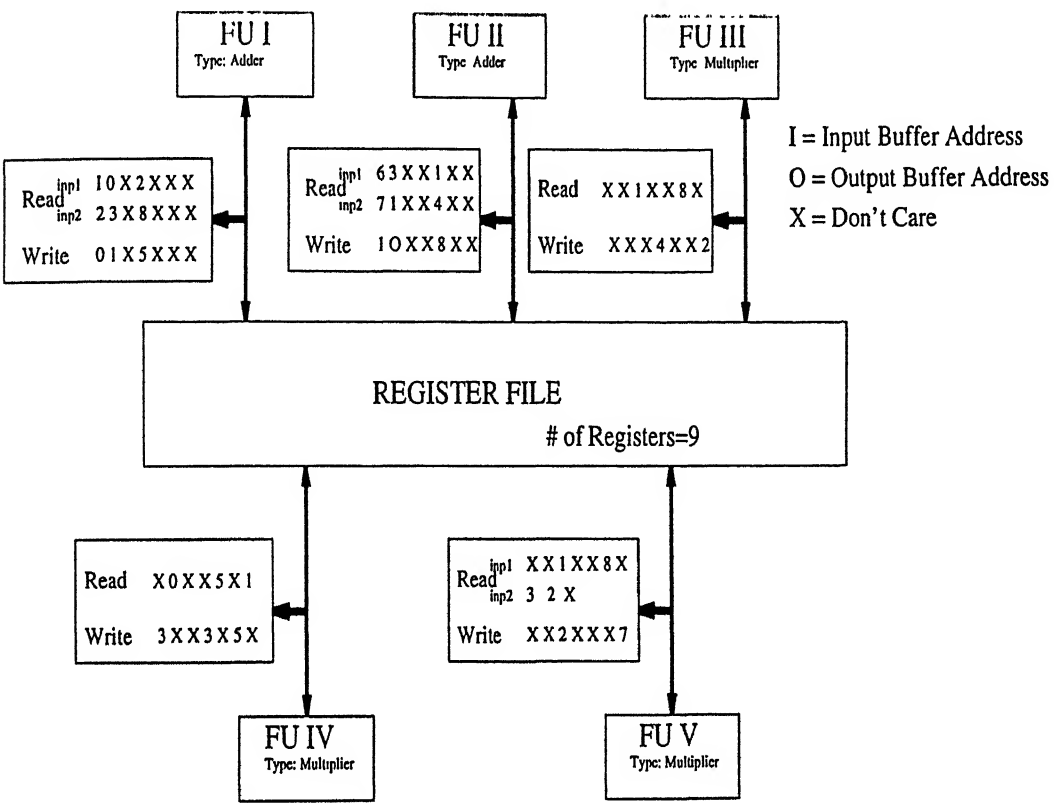 FU I
Type: Adder
FU II
Type Adder
FU III
Type Multiplier
I = Input Buffer Address
O = Output Buffer Address
X = Don't Care
Read inp1 I 0 X 2 X X X
inp2 2 3 X 8 X X X
Write 0 1 X 5 X X X
Read inp1 6 3 X X 1 X X
inp2 7 1 X X 4 X X
Write 1 O X X 8 X X
Read X X 1 X X 8 X
Write X X X 4 X X 2
REGISTER FILE
# of Registers=9
Read X 0 X X 5 X 1
Write 3 X X 3 X 5 X
Read inp1 X X 1 X X 8 X
inp2 3 2 X
Write X X 2 X X X 7
FU IV
Type: Multiplier
FU V
Type: Multiplier